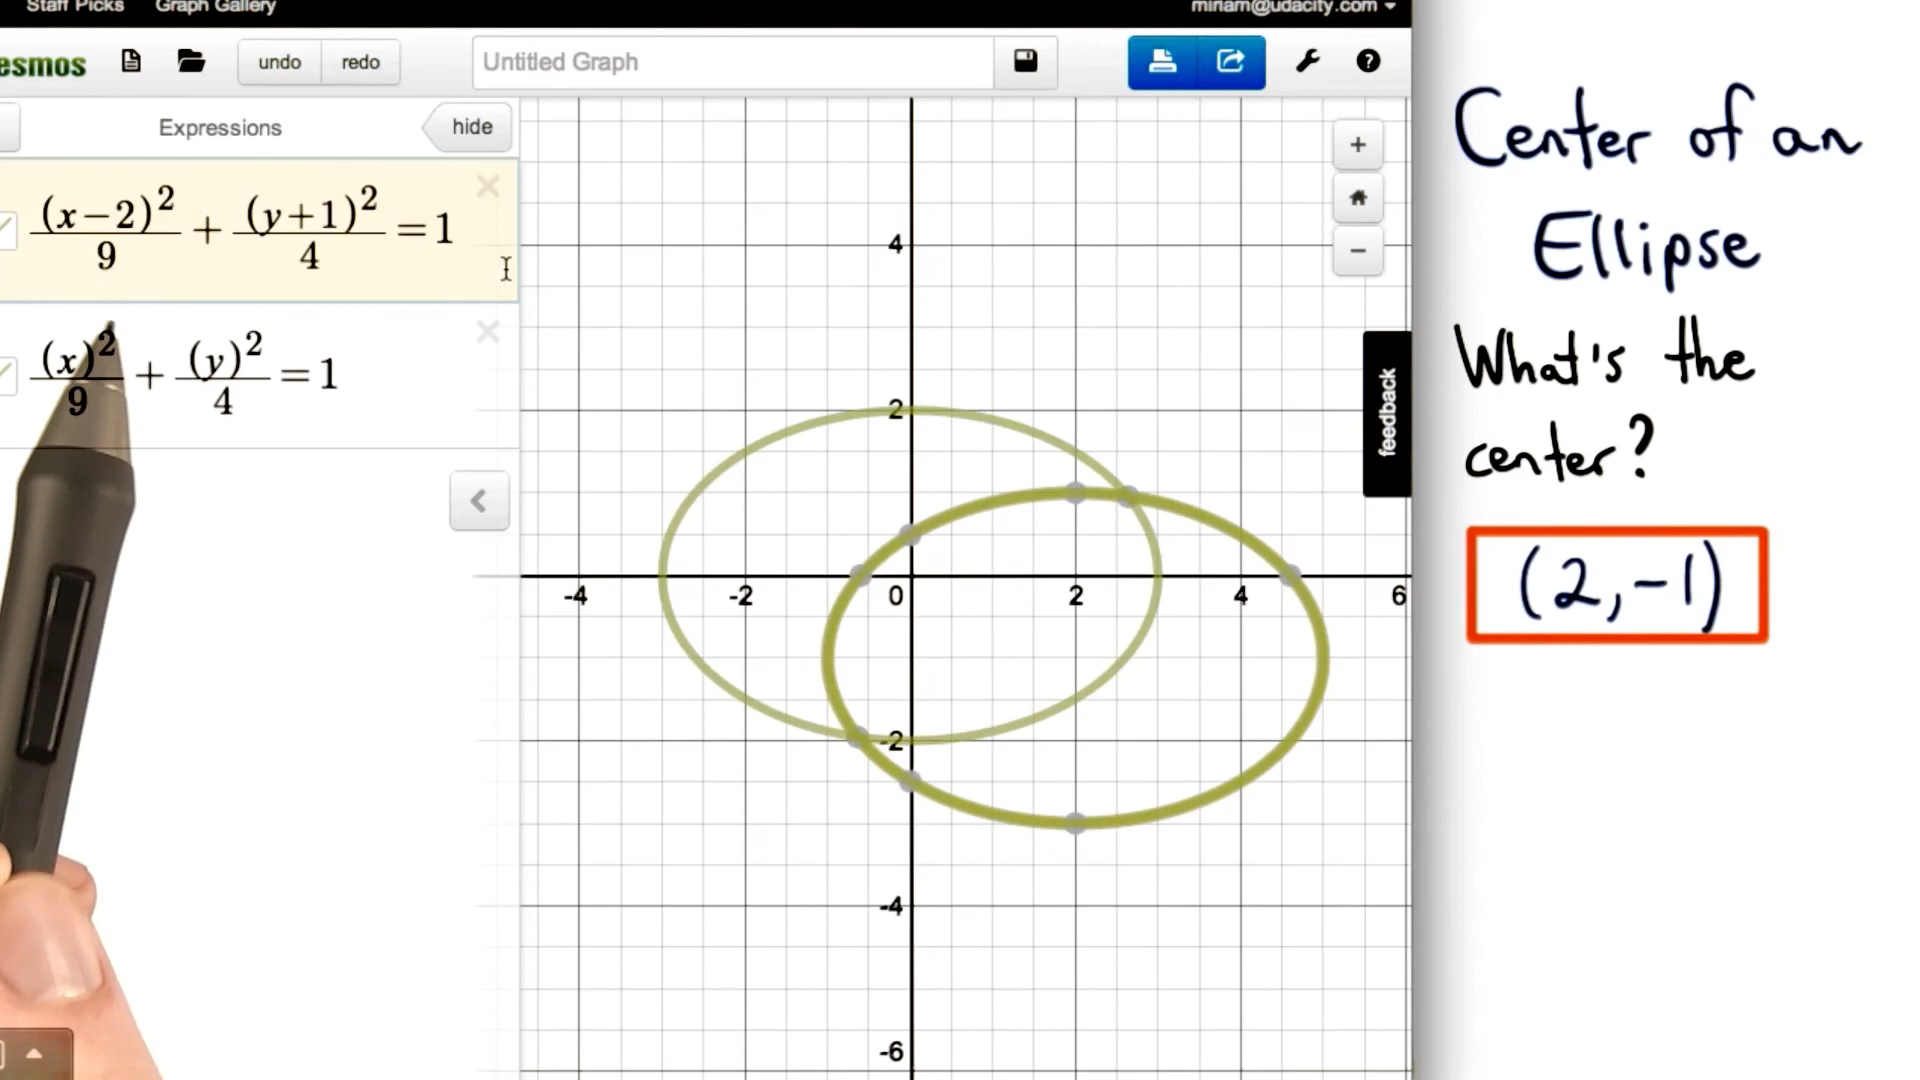 Staff Picks Graph Gallery miriam@udacity.com
esmos undo redo Untitled Graph
Expressions hide
(x−2)²/9 + (y+1)²/4 = 1
(x)²/9 + (y)²/4 = 1
+
−
feedback
4
2
-4 -2 0 2 4 6
-2
-4
-6
Center of an
Ellipse
What's the
center?
(2,-1)